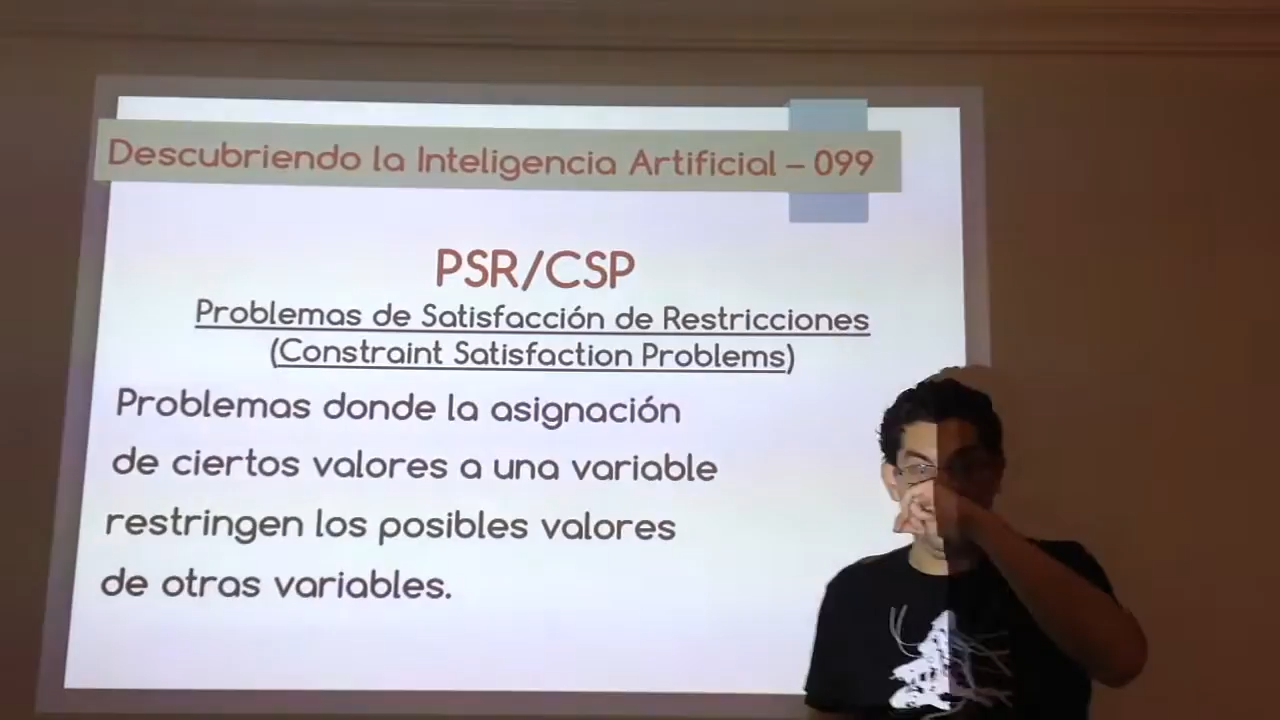 Descubriendo la Inteligencia Artificial – 099
PSR/CSP
Problemas de Satisfacción de Restricciones
(Constraint Satisfaction Problems)
Problemas donde la asignación
de ciertos valores a una variable
restringen los posibles valores
de otras variables.